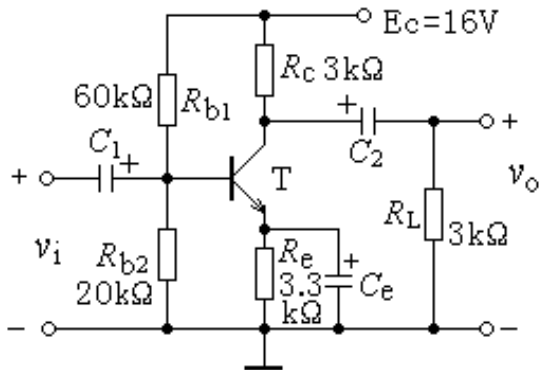 Ec=16V
Rc 3kΩ
60kΩ Rb1
C1 +
+
C2
+
+
T
vo
RL
3kΩ
vi
Rb2
20kΩ
Re
3.3
kΩ
+
Ce
−
−